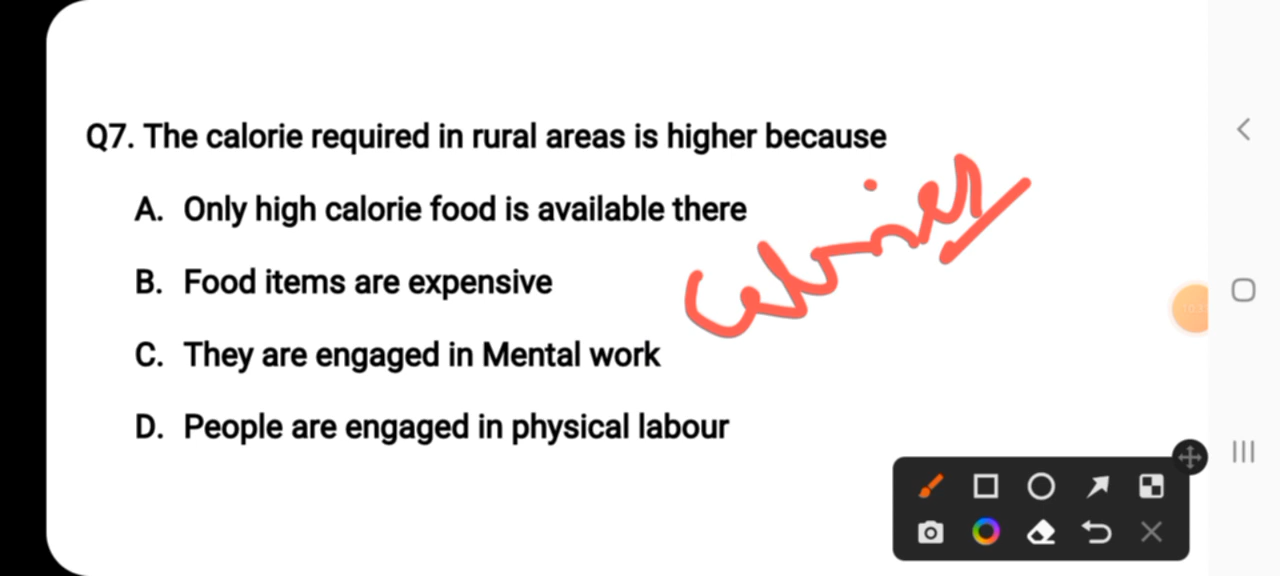 Q7. The calorie required in rural areas is higher because
A. Only high calorie food is available there
B. Food items are expensive
C. They are engaged in Mental work
D. People are engaged in physical labour
Calories